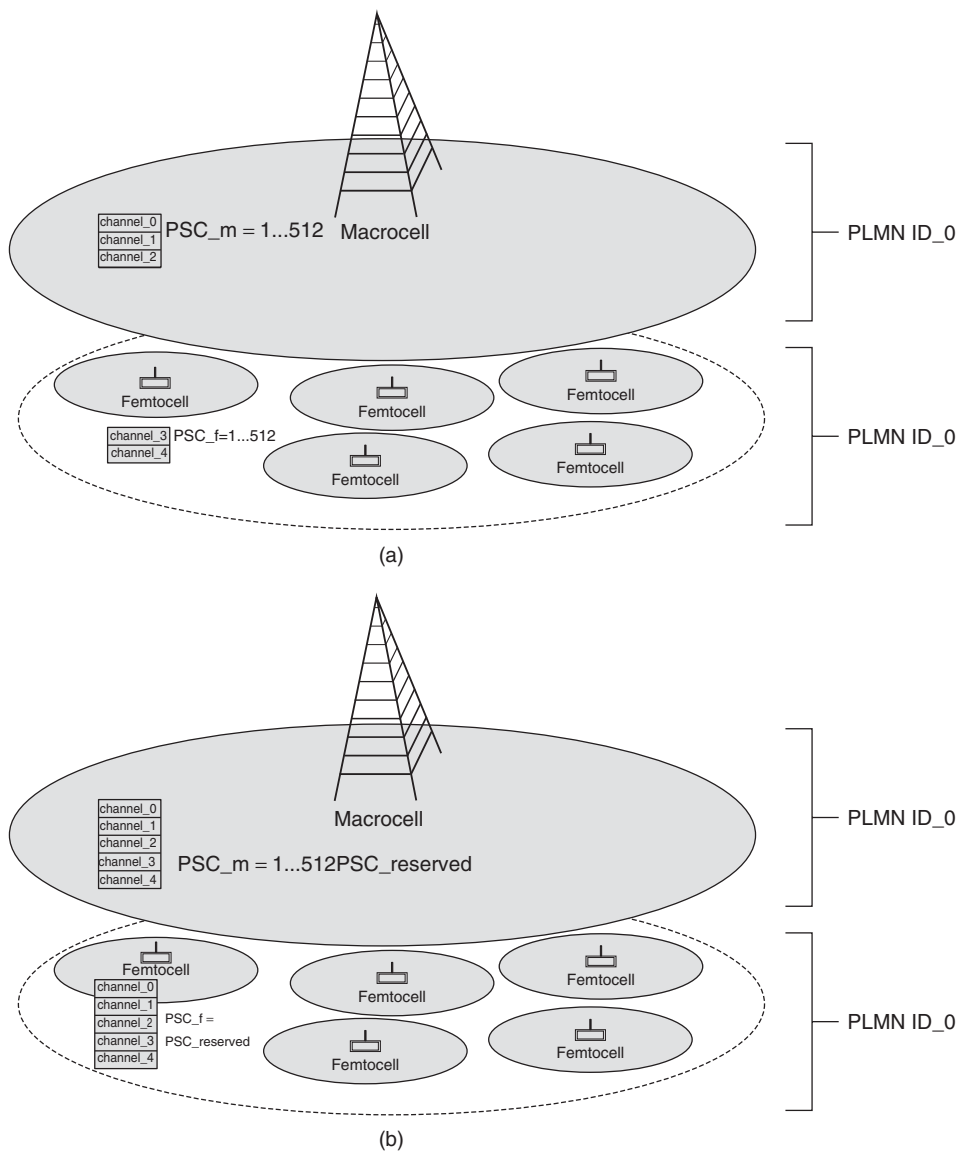 channel_0
channel_1
channel_2
PSC_m = 1...512
Macrocell
PLMN ID_0
Femtocell
Femtocell
Femtocell
channel_3
channel_4
PSC_f=1...512
Femtocell
Femtocell
PLMN ID_0
(a)
Macrocell
channel_0
channel_1
channel_2
channel_3
channel_4
PSC_m = 1...512PSC_reserved
PLMN ID_0
Femtocell
Femtocell
Femtocell
channel_0
channel_1
channel_2
channel_3
channel_4
PSC_f =
PSC_reserved
Femtocell
Femtocell
PLMN ID_0
(b)